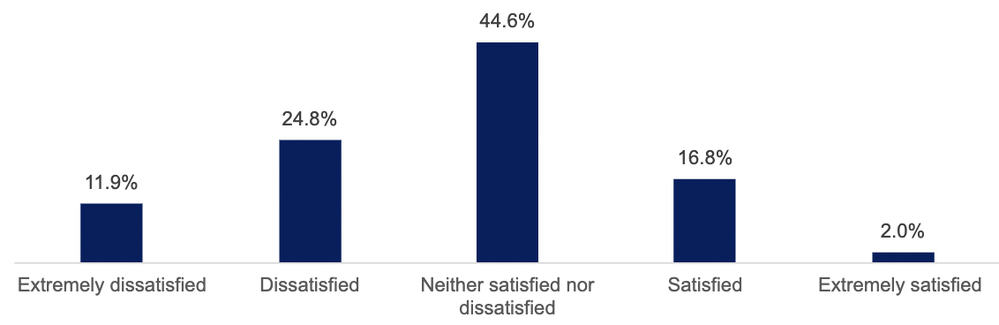 44.6%
24.8%
16.8%
11.9%
2.0%
Extremely dissatisfied
Dissatisfied
Neither satisfied nor
dissatisfied
Satisfied
Extremely satisfied